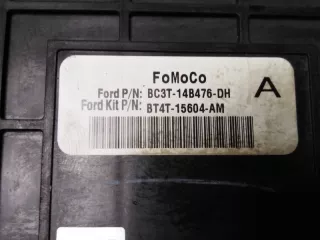 FoMoCo
Ford P/N: BC3T-14B476-DH
Ford Kit P/N: BT4T-15604-AM
A